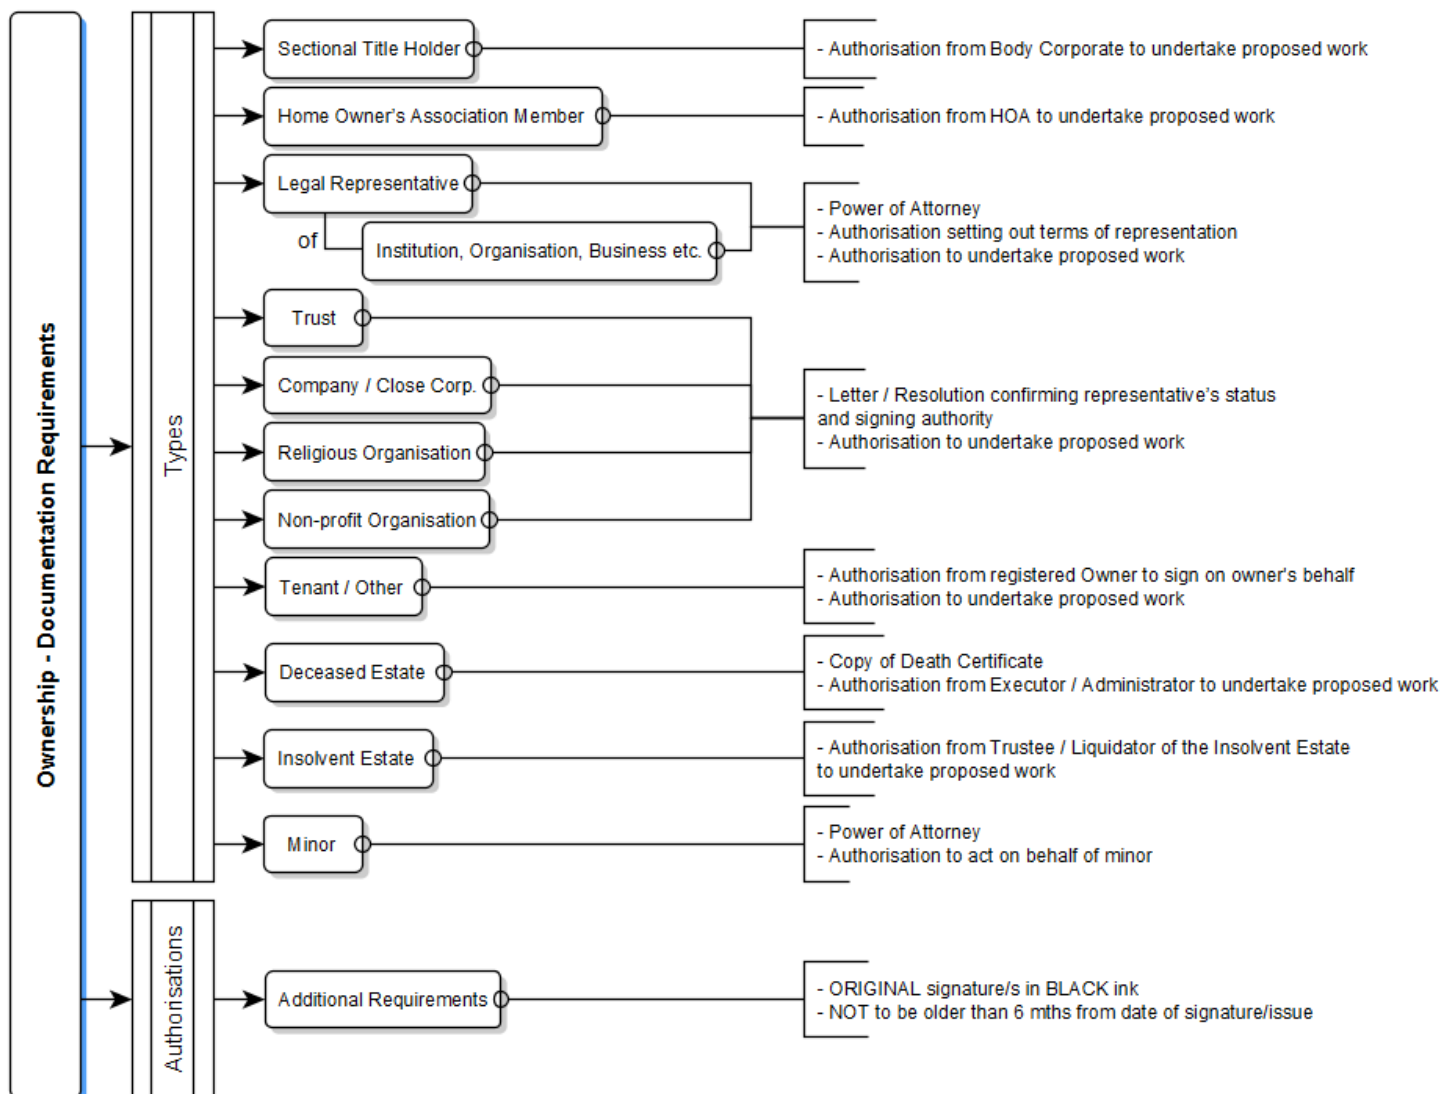 Ownership - Documentation Requirements
Types
Sectional Title Holder
- Authorisation from Body Corporate to undertake proposed work
Home Owner's Association Member
- Authorisation from HOA to undertake proposed work
Legal Representative
of
Institution, Organisation, Business etc.
- Power of Attorney
- Authorisation setting out terms of representation
- Authorisation to undertake proposed work
Trust
Company / Close Corp.
Religious Organisation
Non-profit Organisation
- Letter / Resolution confirming representative's status
and signing authority
- Authorisation to undertake proposed work
Tenant / Other
- Authorisation from registered Owner to sign on owner's behalf
- Authorisation to undertake proposed work
Deceased Estate
- Copy of Death Certificate
- Authorisation from Executor / Administrator to undertake proposed work
Insolvent Estate
- Authorisation from Trustee / Liquidator of the Insolvent Estate
to undertake proposed work
Minor
- Power of Attorney
- Authorisation to act on behalf of minor
Authorisations
Additional Requirements
- ORIGINAL signature/s in BLACK ink
- NOT to be older than 6 mths from date of signature/issue